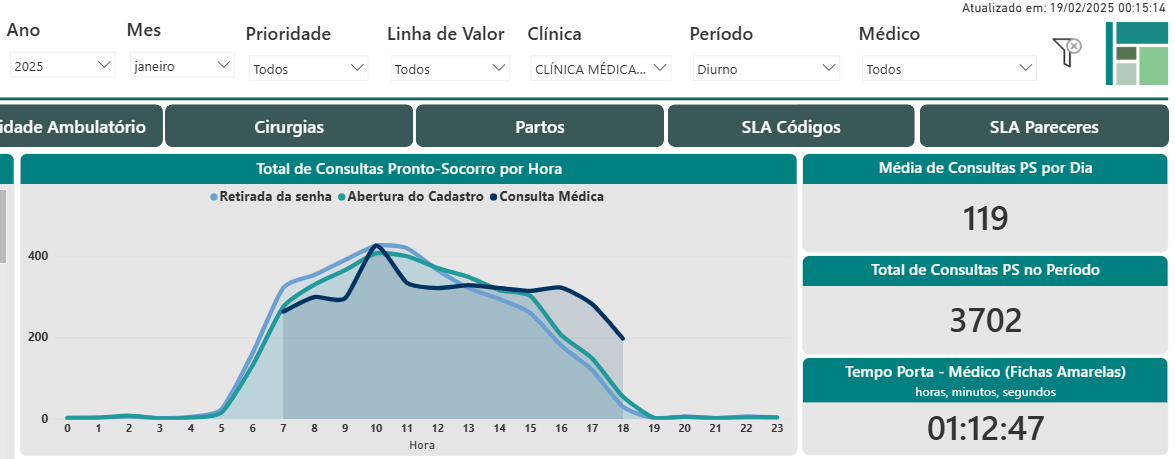 Atualizado em: 19/02/2025 00:15:14
Ano
Mes
Prioridade
Linha de Valor
Clínica
Período
Médico
2025
janeiro
Todos
Todos
CLÍNICA MÉDICA...
Diurno
Todos
idade Ambulatório
Cirurgias
Partos
SLA Códigos
SLA Pareceres
Total de Consultas Pronto-Socorro por Hora
Retirada da senha
Abertura do Cadastro
Consulta Médica
400
200
0
0 1 2 3 4 5 6 7 8 9 10 11 12 13 14 15 16 17 18 19 20 21 22 23
Hora
Média de Consultas PS por Dia
119
Total de Consultas PS no Período
3702
Tempo Porta - Médico (Fichas Amarelas)
horas, minutos, segundos
01:12:47